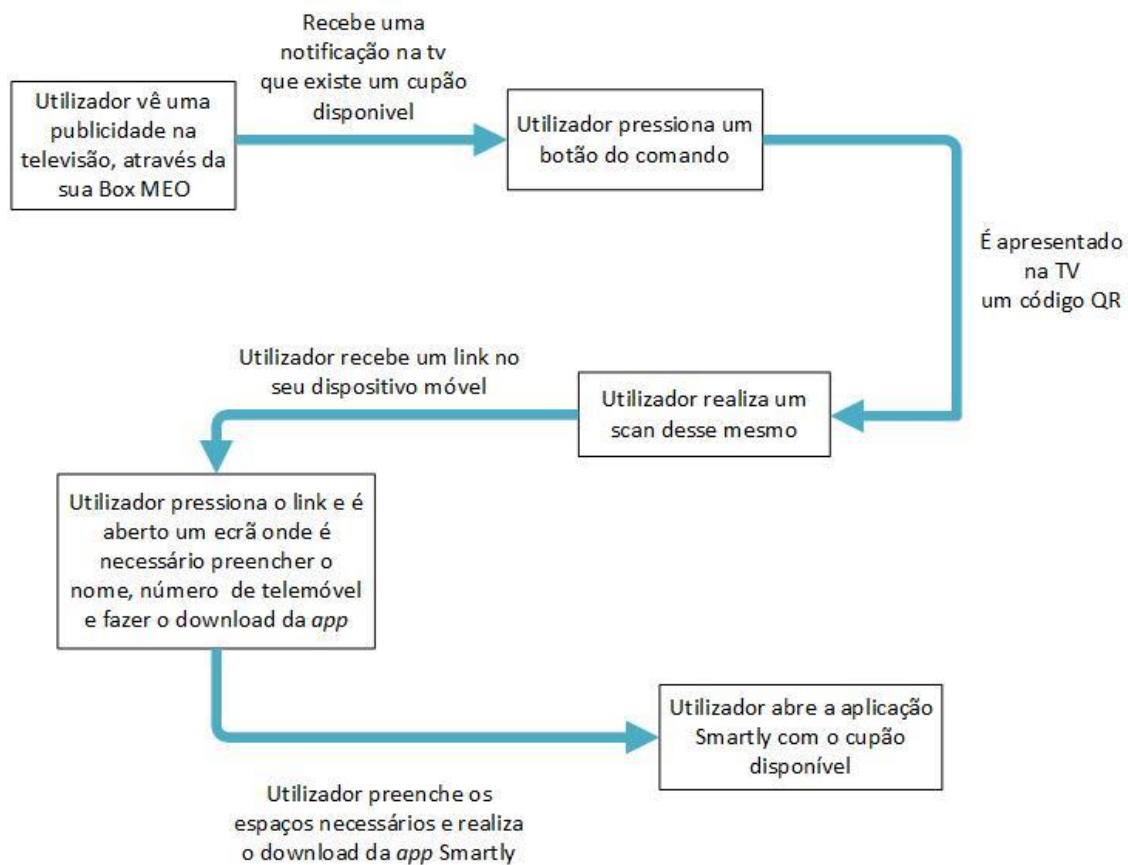 Recebe uma
notificação na tv
que existe um cupão
disponivel
Utilizador vê uma
publicidade na
televisão, através da
sua Box MEO
Utilizador pressiona um
botão do comando
É apresentado
na TV
um código QR
Utilizador recebe um link no
seu dispositivo móvel
Utilizador realiza um
scan desse mesmo
Utilizador pressiona o link e é
aberto um ecrã onde é
necessário preencher o
nome, número de telemóvel
e fazer o download da app
Utilizador abre a aplicação
Smartly com o cupão
disponível
Utilizador preenche os
espaços necessários e realiza
o download da app Smartly